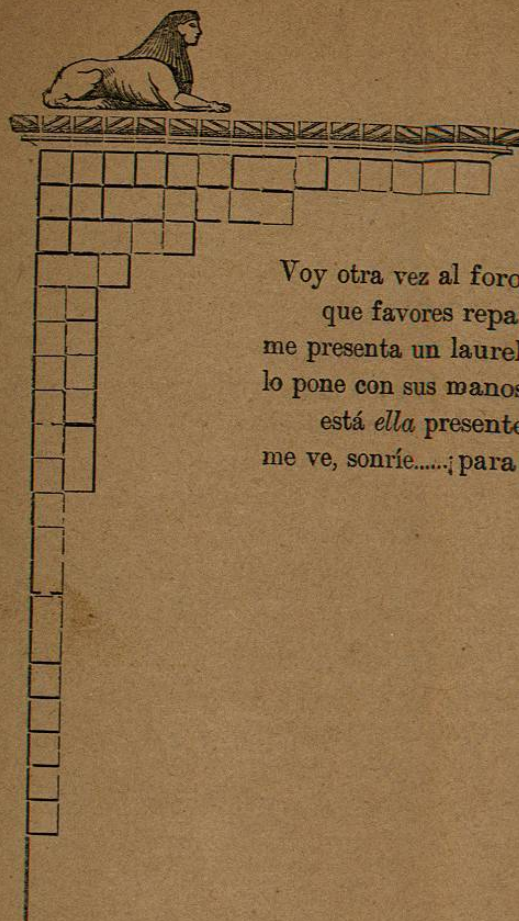 Voy otra vez al foro
que favores repa
me presenta un laurel
lo pone con sus manos
está ella presente
me ve, sonríe......¡para